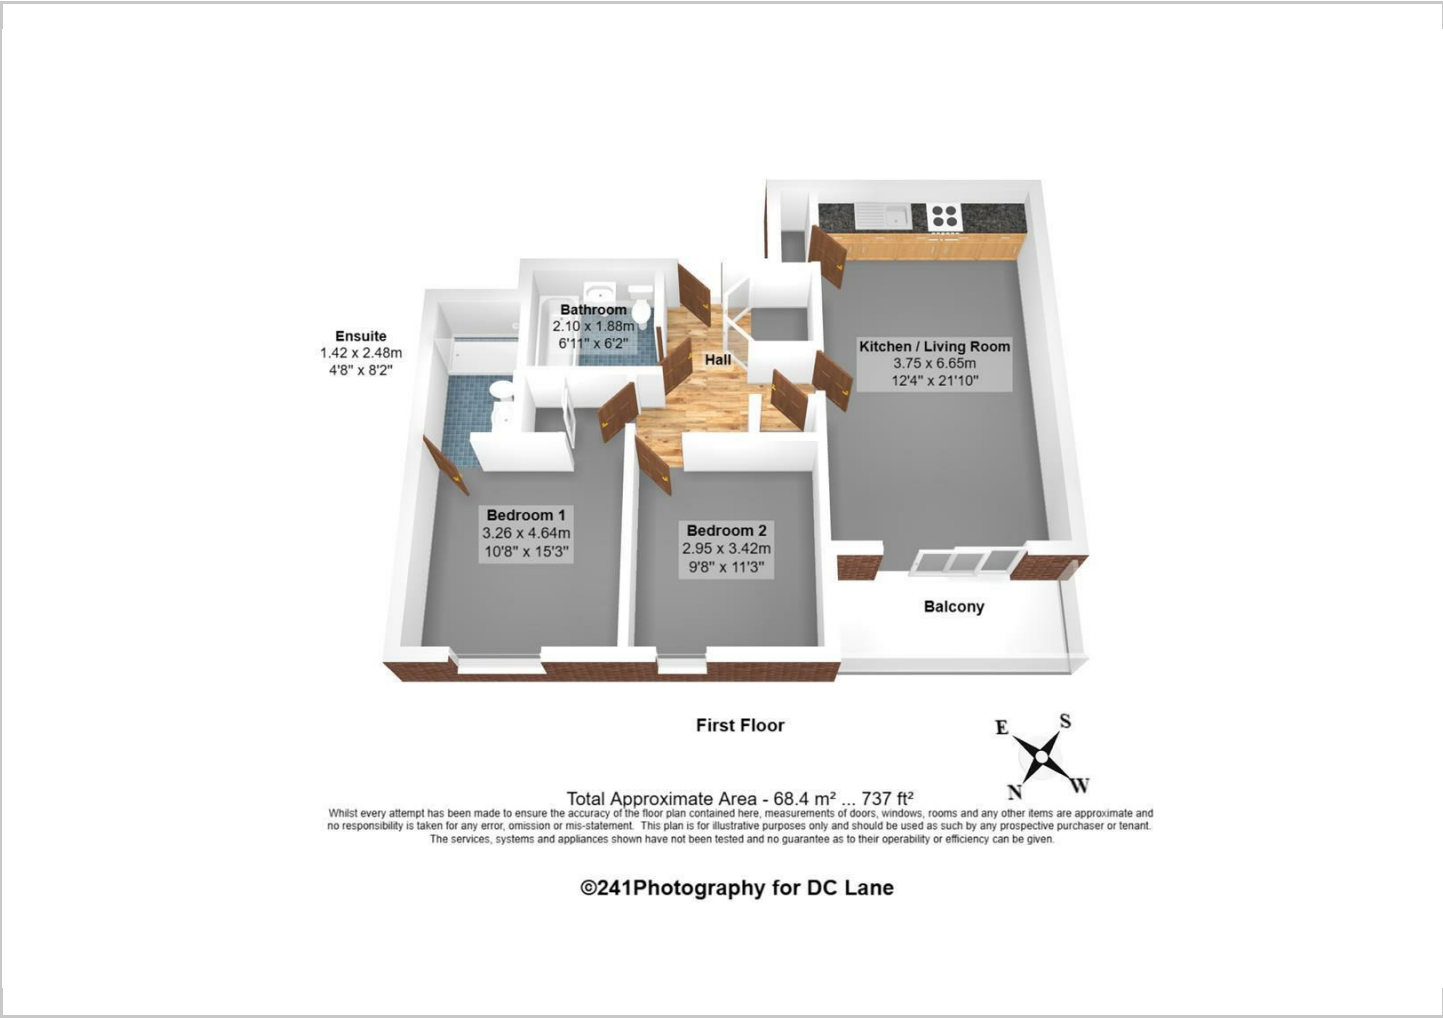 Ensuite
1.42 x 2.48m
4'8" x 8'2"
Bathroom
2.10 x 1.88m
6'11" x 6'2"
Hall
Kitchen / Living Room
3.75 x 6.65m
12'4" x 21'10"
Bedroom 1
3.26 x 4.64m
10'8" x 15'3"
Bedroom 2
2.95 x 3.42m
9'8" x 11'3"
Balcony
First Floor
E S
N W
Total Approximate Area - 68.4 m² ... 737 ft²
Whilst every attempt has been made to ensure the accuracy of the floor plan contained here, measurements of doors, windows, rooms and any other items are approximate and
no responsibility is taken for any error, omission or mis-statement. This plan is for illustrative purposes only and should be used as such by any prospective purchaser or tenant.
The services, systems and appliances shown have not been tested and no guarantee as to their operability or efficiency can be given.
©241Photography for DC Lane